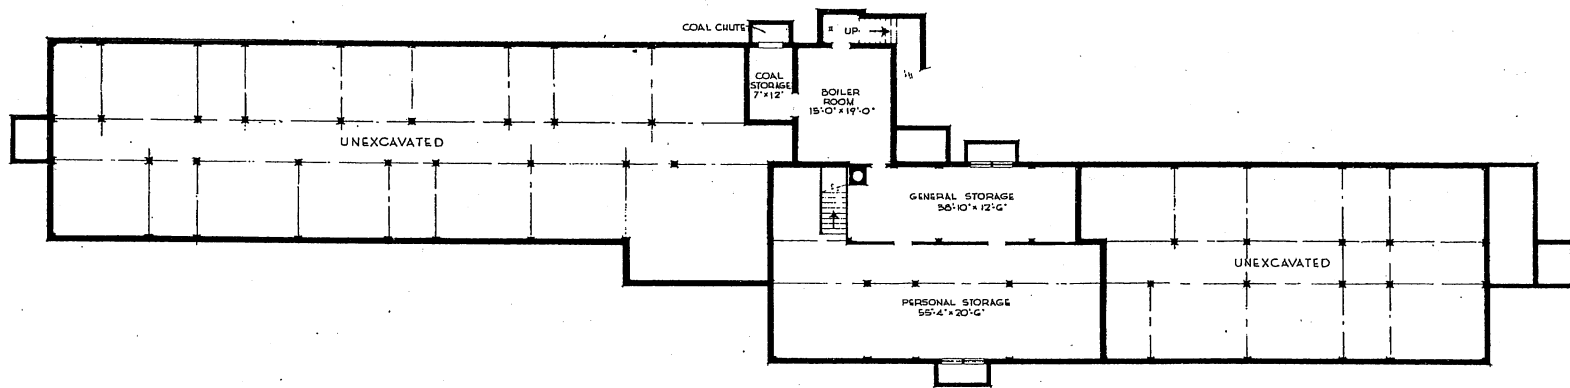 COAL CHUTE
UP
COAL
STORAGE
7'×12'
BOILER
ROOM
15'-0"×19'-0"
UNEXCAVATED
GENERAL STORAGE
38'-10"×12'-6"
UNEXCAVATED
PERSONAL STORAGE
55'-4"×20'-6"